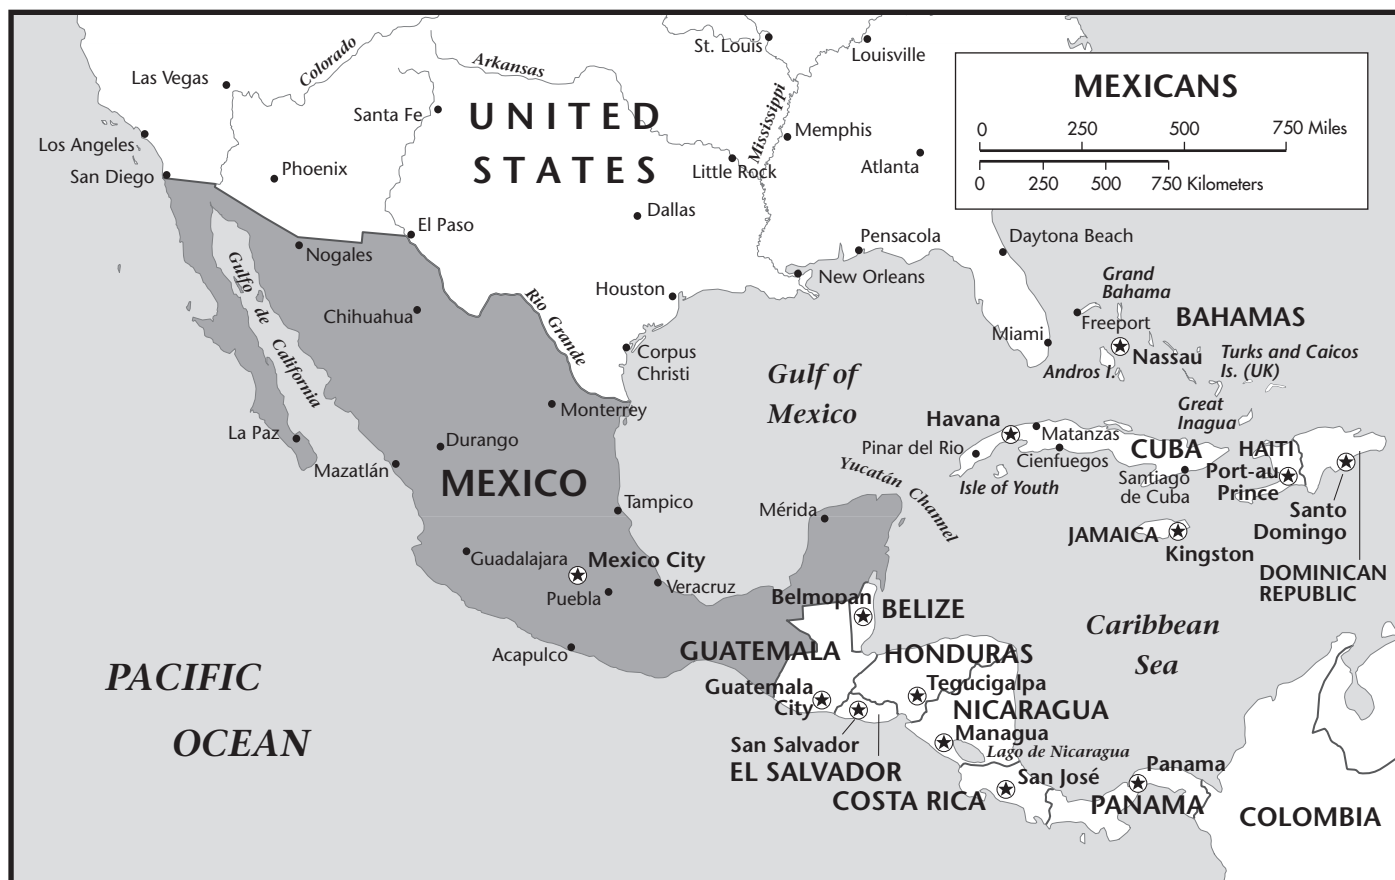 MEXICANS
0 250 500 750 Miles
0 250 500 750 Kilometers
St. Louis
Louisville
Las Vegas
Colorado
Arkansas
Mississippi
Santa Fe
UNITED
STATES
Memphis
Los Angeles
San Diego
Phoenix
Little Rock
Atlanta
Dallas
El Paso
Nogales
Pensacola
Daytona Beach
New Orleans
Houston
Grand
Bahama
Gulfo de California
Chihuahua
Rio Grande
Freeport
BAHAMAS
Miami
Nassau
Corpus
Christi
Andros I.
Turks and Caicos
Is. (UK)
Gulf of
Mexico
Monterrey
Great
Inagua
Havana
La Paz
Durango
Matanzas
Pinar del Rio
Cienfuegos
CUBA
HAITI
Mazatlán
MEXICO
Yucatán Channel
Isle of Youth
Santiago
de Cuba
Port-au
Prince
Tampico
Mérida
Santo
Domingo
JAMAICA
Kingston
Guadalajara
Mexico City
Veracruz
Puebla
DOMINICAN
REPUBLIC
Belmopan
BELIZE
Caribbean
Sea
Acapulco
GUATEMALA
HONDURAS
PACIFIC
OCEAN
Guatemala
City
Tegucigalpa
NICARAGUA
Managua
San Salvador
Lago de Nicaragua
EL SALVADOR
San José
Panama
COSTA RICA
PANAMA
COLOMBIA